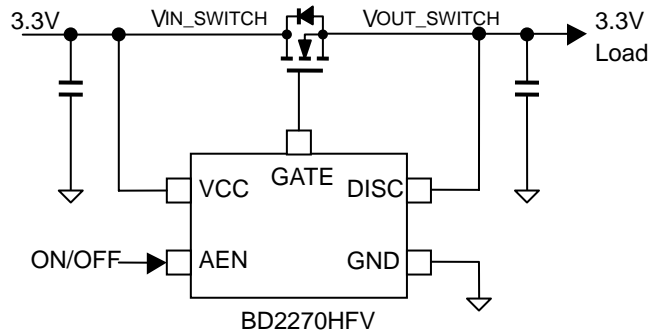 3.3V VIN_SWITCH VOUT_SWITCH 3.3V
Load
GATE
VCC DISC
ON/OFF AEN GND
BD2270HFV